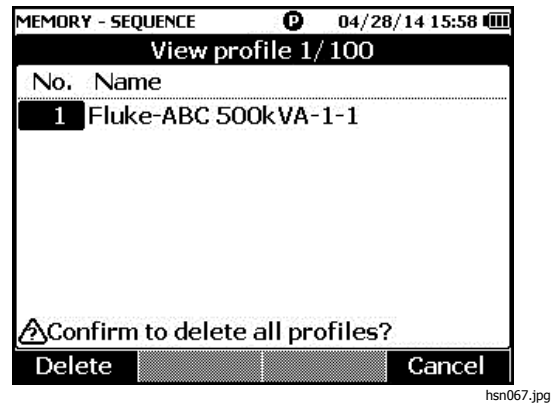 MEMORY - SEQUENCE P 04/28/14 15:58
View profile 1/100
No. Name
1 Fluke-ABC 500kVA-1-1
Confirm to delete all profiles?
Delete Cancel
hsn067.jpg